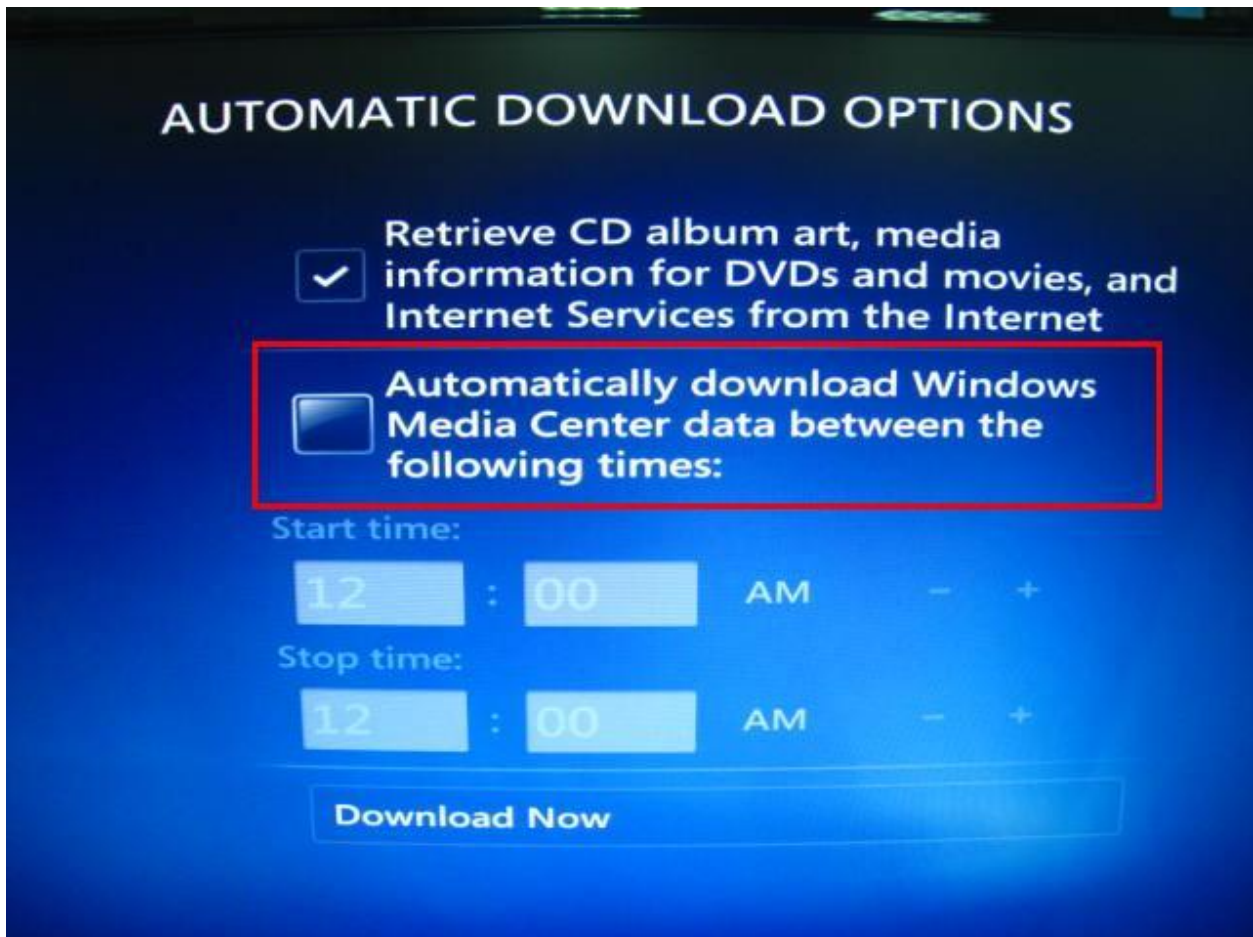 AUTOMATIC DOWNLOAD OPTIONS
Retrieve CD album art, media
information for DVDs and movies, and
Internet Services from the Internet
Automatically download Windows
Media Center data between the
following times:
Start time:
12 : 00 AM - +
Stop time:
12 : 00 AM - +
Download Now